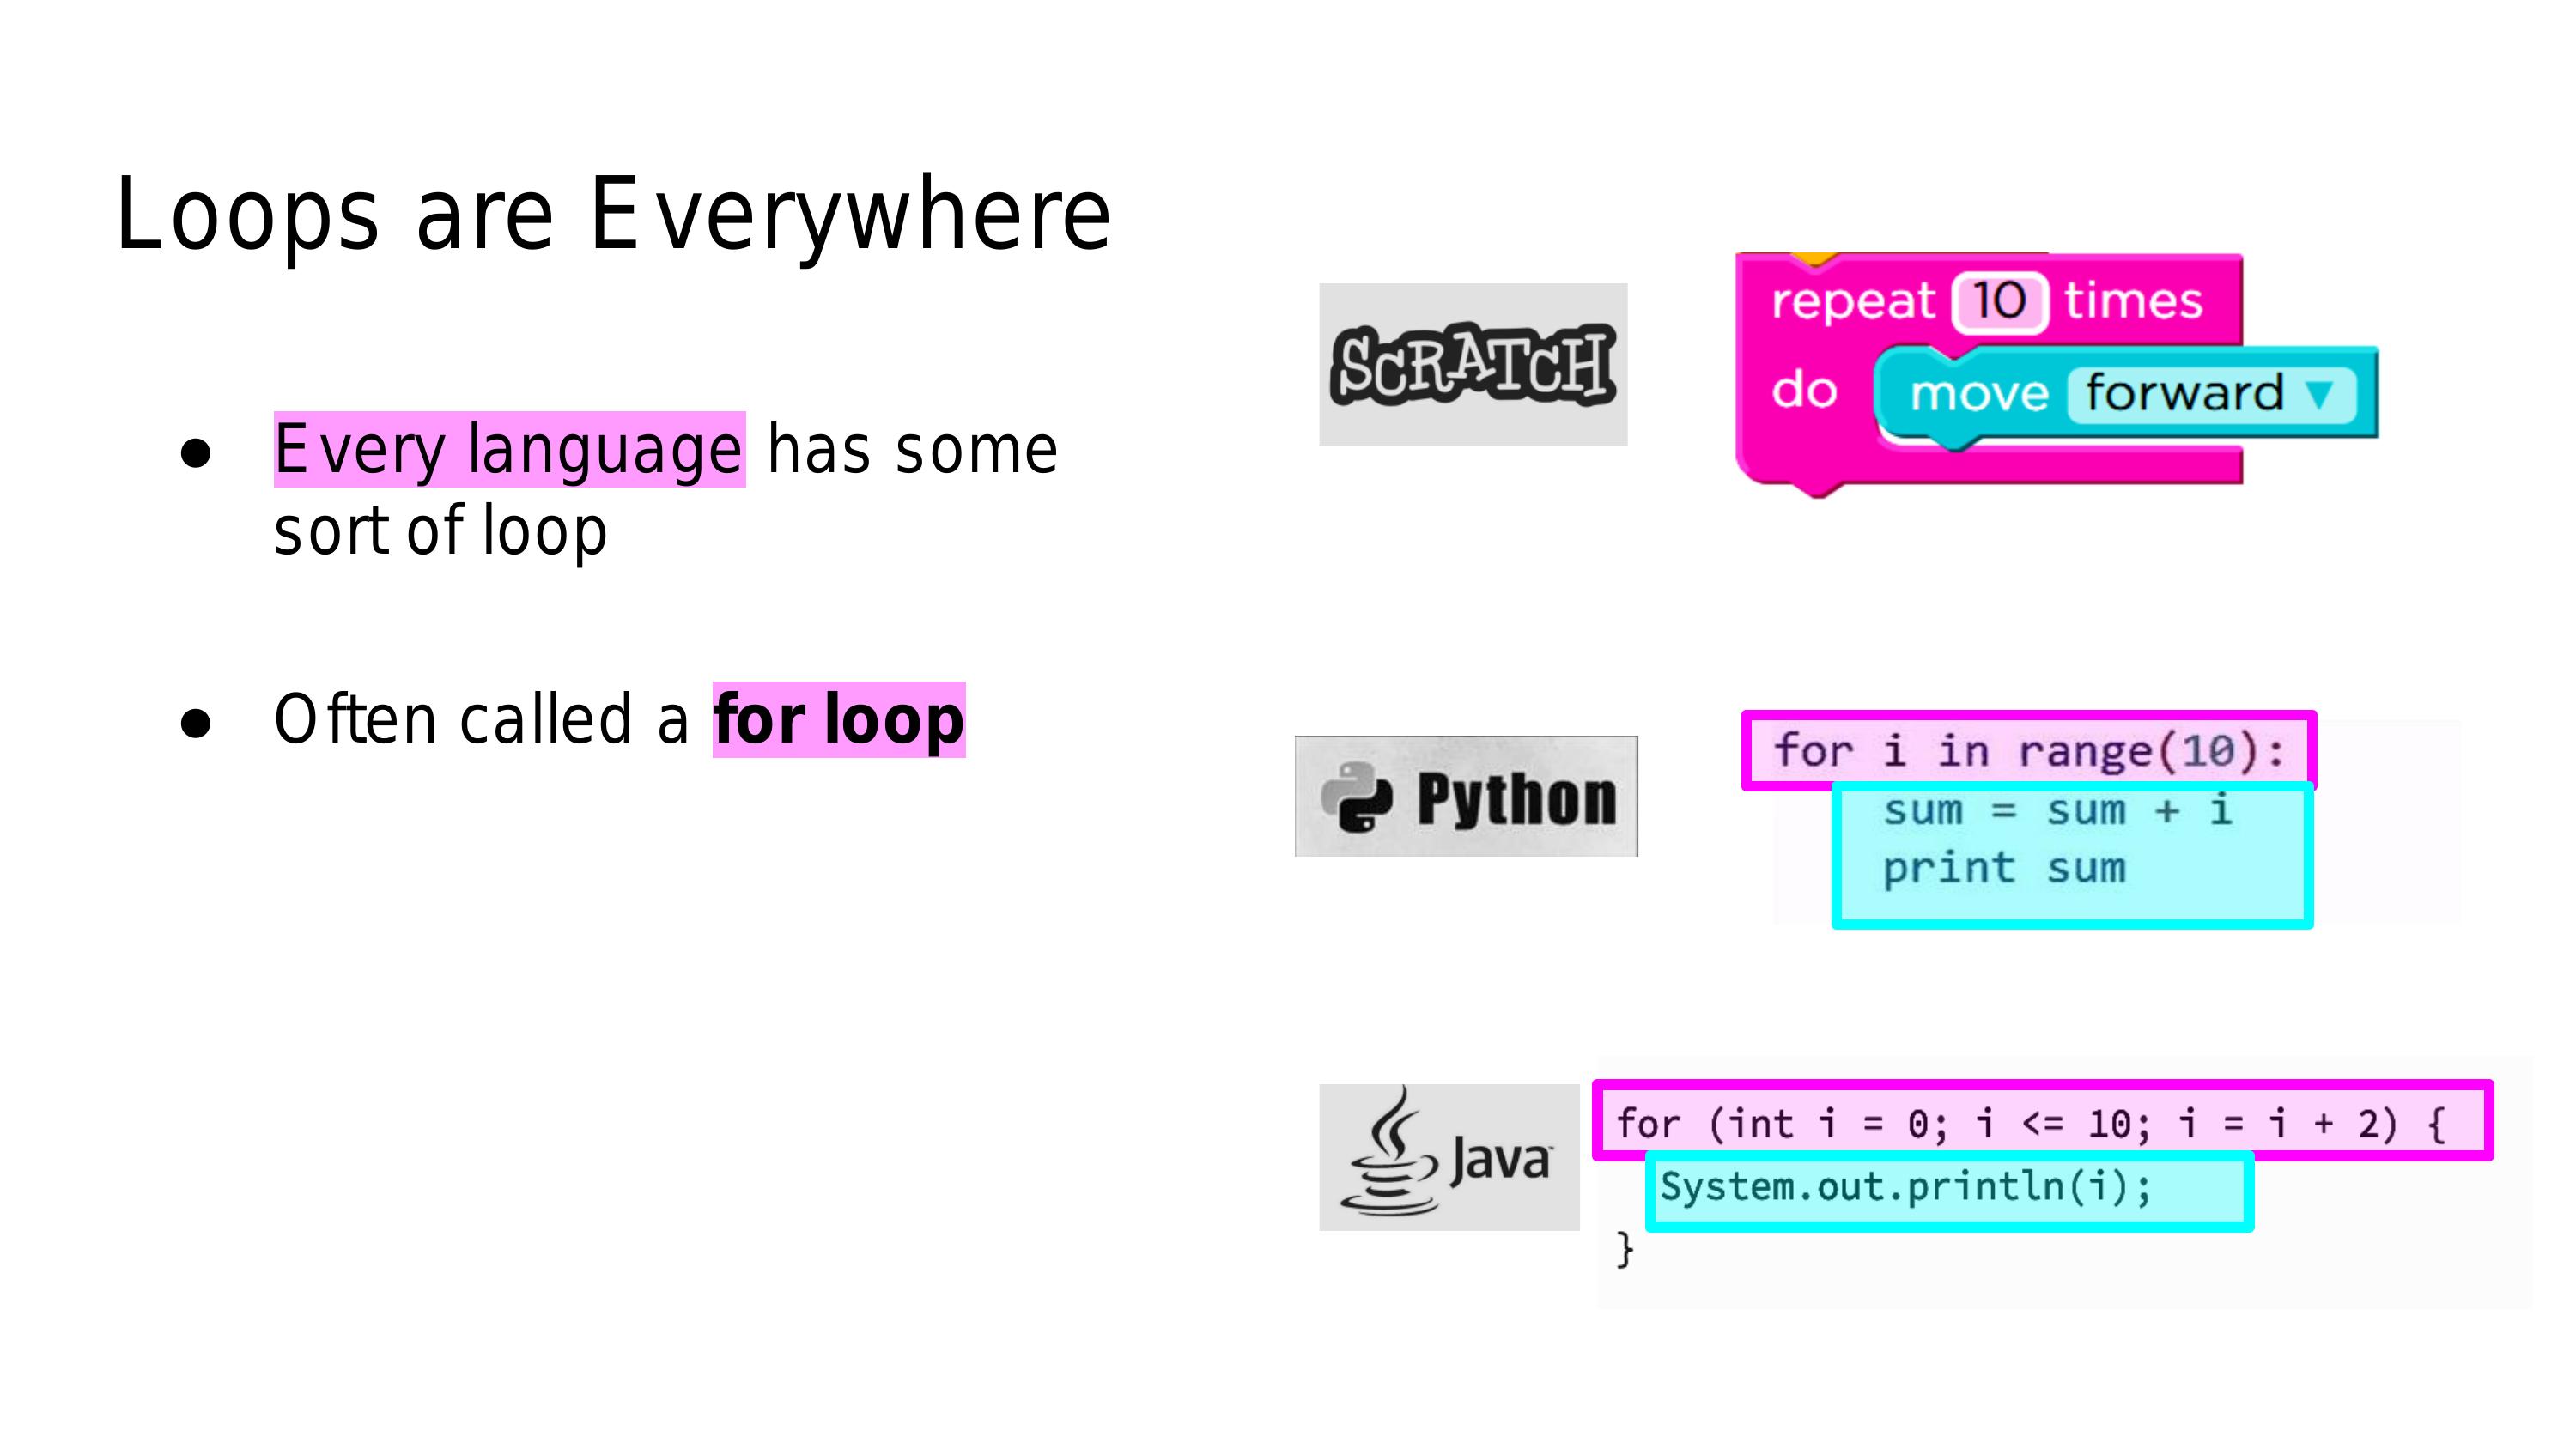 Loops are Everywhere
● Every language has some
sort of loop
● Often called a for loop
SCRATCH
repeat 10 times
do move forward ▼
Python
for i in range(10):
sum = sum + i
print sum
Java™
for (int i = 0; i <= 10; i = i + 2) {
System.out.println(i);
}